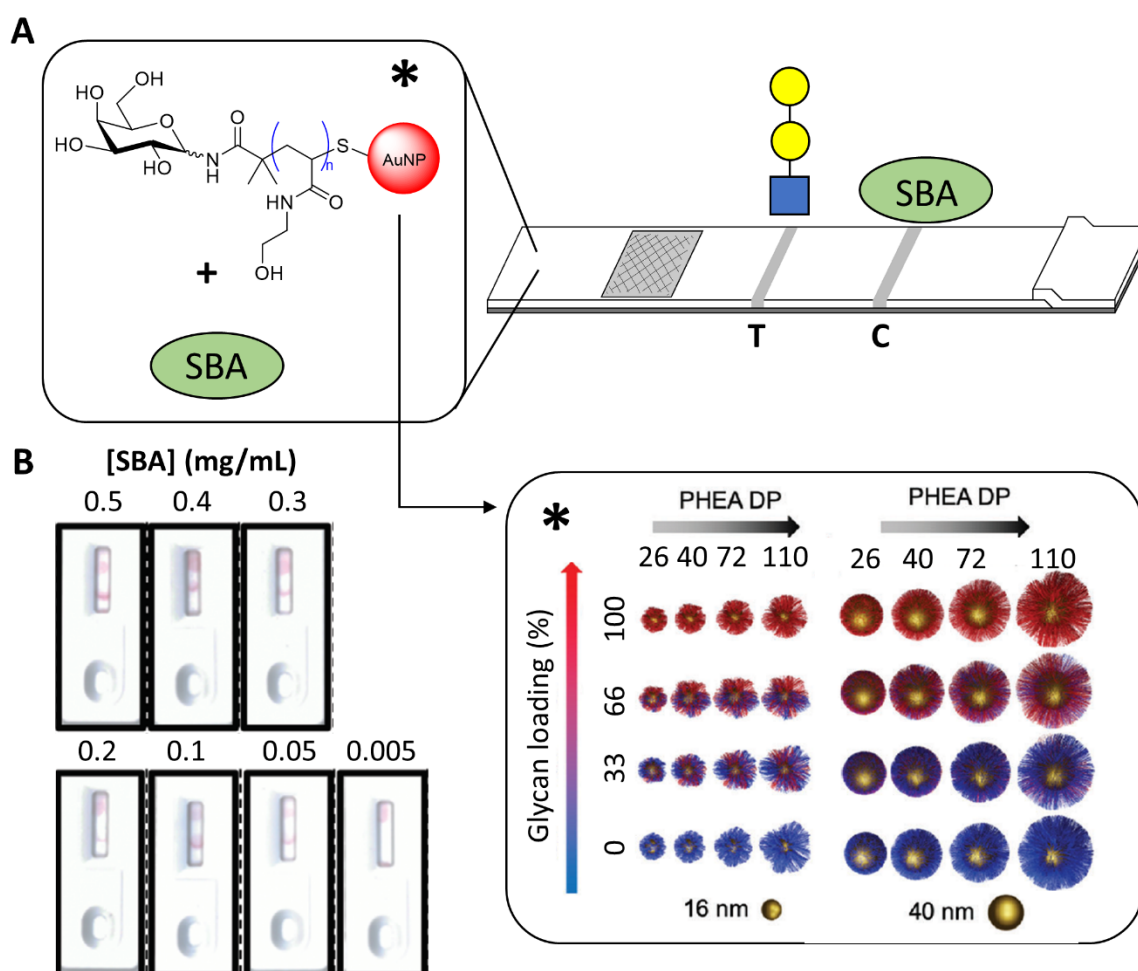 A
*
OH
OH
O
HO
HO
N
H
O
n
S
AuNP
HN
O
OH
+
SBA
SBA
T
C
B
[SBA] (mg/mL)
0.5 0.4 0.3
0.2 0.1 0.05 0.005
*
PHEA DP PHEA DP
26 40 72 110 26 40 72 110
Glycan loading (%)
100
66
33
0
16 nm 40 nm